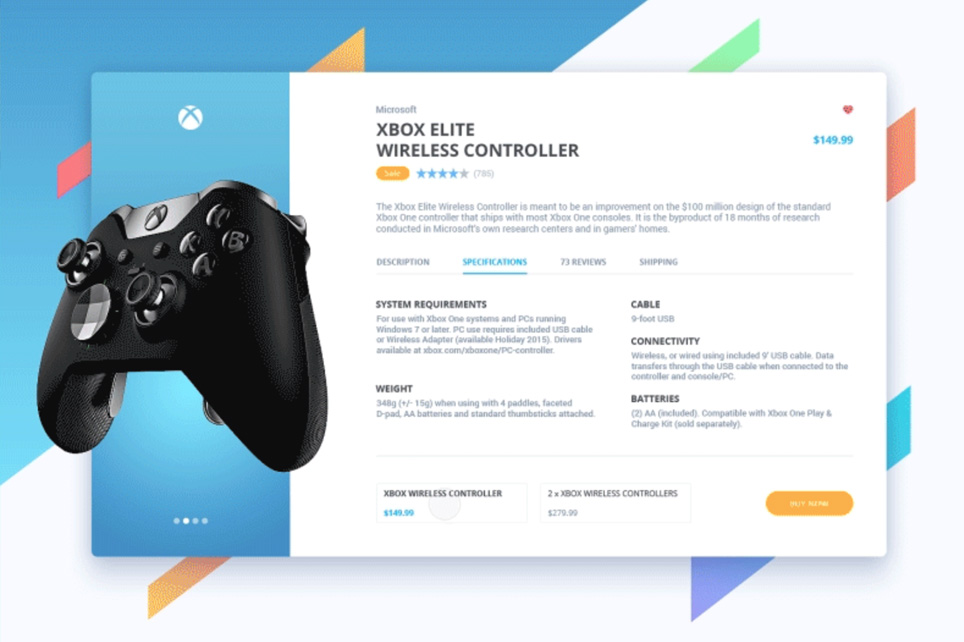 Microsoft
XBOX ELITE
WIRELESS CONTROLLER
$149.99
Sale
(786)
The Xbox Elite Wireless Controller is meant to be an improvement on the $100 million design of the standard
Xbox One controller that ships with most Xbox One consoles. It is the byproduct of 18 months of research
conducted in Microsoft's own research centers and in gamers' homes.
DESCRIPTION SPECIFICATIONS 73 REVIEWS SHIPPING
SYSTEM REQUIREMENTS
For use with Xbox One systems and PCs running
Windows 7 or later. PC use requires included USB cable
or Wireless Adapter (available Holiday 2015). Drivers
available at xbox.com/xboxone/PC-controller.
WEIGHT
348g (+/- 15g) when using with 4 paddles, faceted
D-pad, AA batteries and standard thumbsticks attached.
CABLE
9-foot USB
CONNECTIVITY
Wireless, or wired using included 9' USB cable. Data
transfers through the USB cable when connected to the
controller and console/PC.
BATTERIES
(2) AA (included). Compatible with Xbox One Play &
Charge Kit (sold separately).
XBOX WIRELESS CONTROLLER
$149.99
2 x XBOX WIRELESS CONTROLLERS
$279.99
BUY NOW
X
B
A